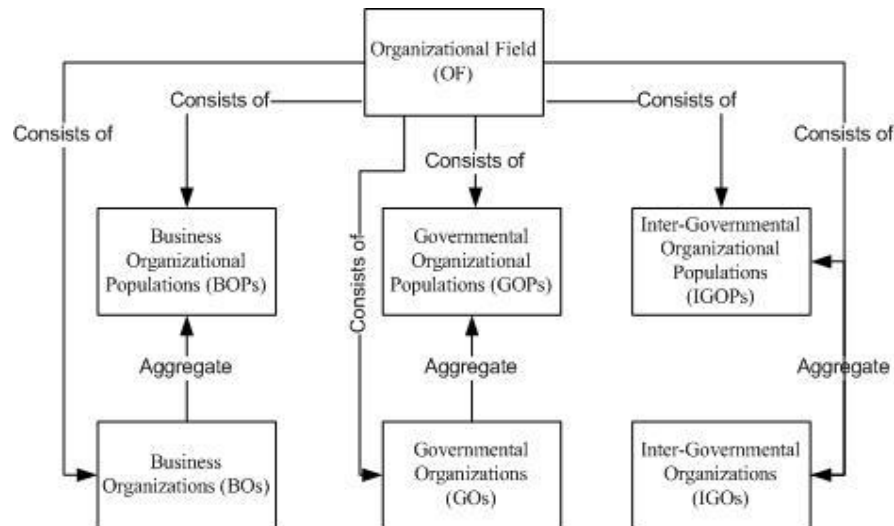 Organizational Field
(OF)
Consists of
Consists of
Consists of
Consists of
Consists of
Consists of
Business
Organizational
Populations (BOPs)
Governmental
Organizational
Populations (GOPs)
Inter-Governmental
Organizational
Populations
(IGOPs)
Aggregate
Aggregate
Aggregate
Business
Organizations (BOs)
Governmental
Organizations
(GOs)
Inter-Governmental
Organizations
(IGOs)